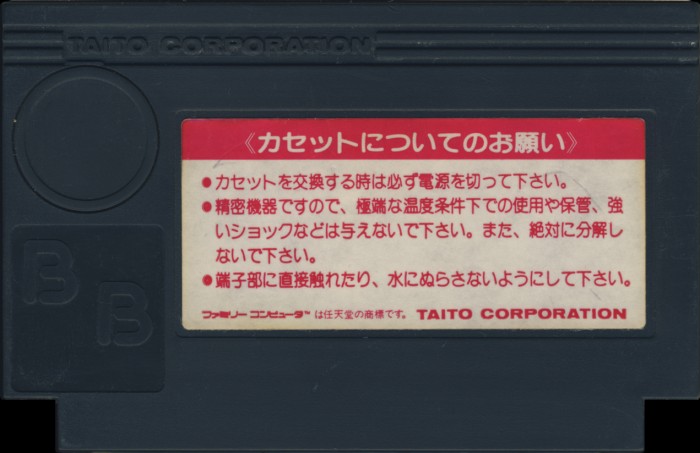 TAITO CORPORATION
《カセットについてのお願い》
●カセットを交換する時は必ず電源を切って下さい。
●精密機器ですので、極端な温度条件下での使用や保管、強
いショックなどは与えないで下さい。また、絶対に分解し
ないで下さい。
●端子部に直接触れたり、水にぬらさないようにして下さい。
ファミリーコンピュータ™は任天堂の商標です。 TAITO CORPORATION
B
B